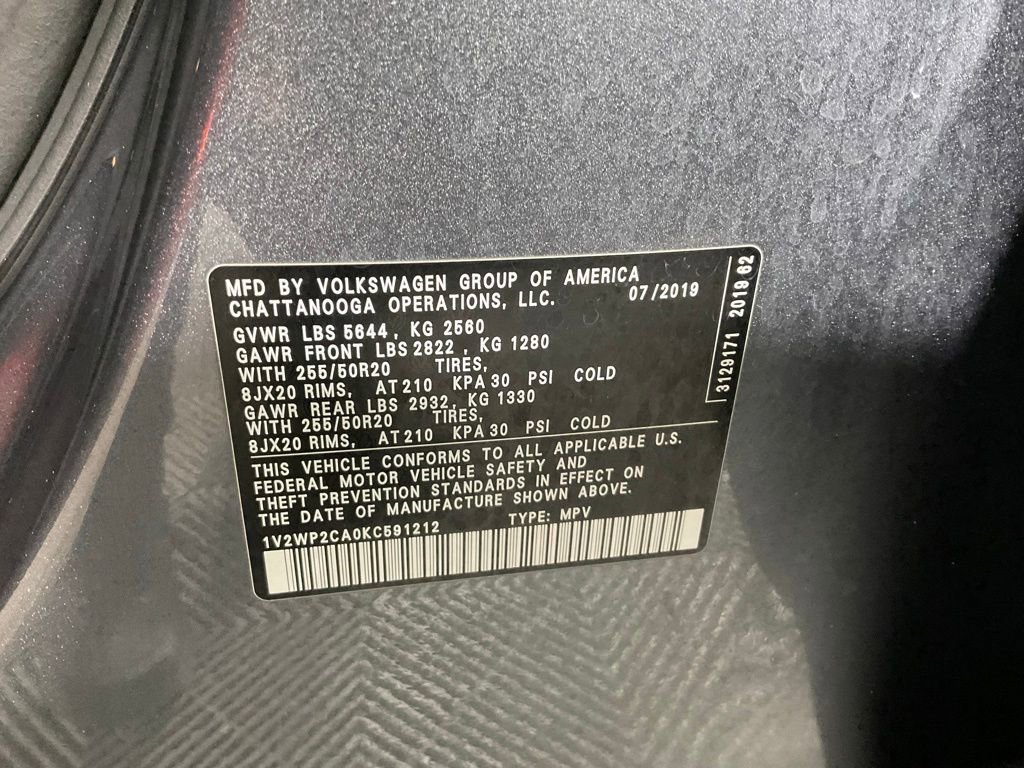 MFD BY VOLKSWAGEN GROUP OF AMERICA
CHATTANOOGA OPERATIONS, LLC. 07/2019
GVWR LBS 5644, KG 2560
GAWR FRONT LBS 2822, KG 1280
WITH 255/50R20 TIRES,
8JX20 RIMS, AT 210 KPA 30 PSI COLD
GAWR REAR LBS 2932, KG 1330
WITH 255/50R20 TIRES,
8JX20 RIMS, AT 210 KPA 30 PSI COLD
THIS VEHICLE CONFORMS TO ALL APPLICABLE U.S.
FEDERAL MOTOR VEHICLE SAFETY AND
THEFT PREVENTION STANDARDS IN EFFECT ON
THE DATE OF MANUFACTURE SHOWN ABOVE.
1V2WP2CA0KC591212 TYPE: MPV
3129171 2019 62